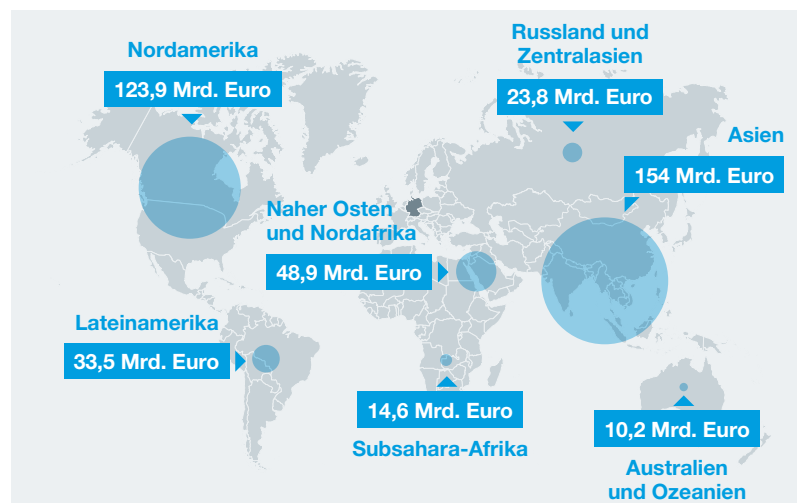 Nordamerika
123,9 Mrd. Euro
Russland und
Zentralasien
23,8 Mrd. Euro
Asien
154 Mrd. Euro
Naher Osten
und Nordafrika
48,9 Mrd. Euro
Lateinamerika
33,5 Mrd. Euro
14,6 Mrd. Euro
Subsahara-Afrika
10,2 Mrd. Euro
Australien
und Ozeanien